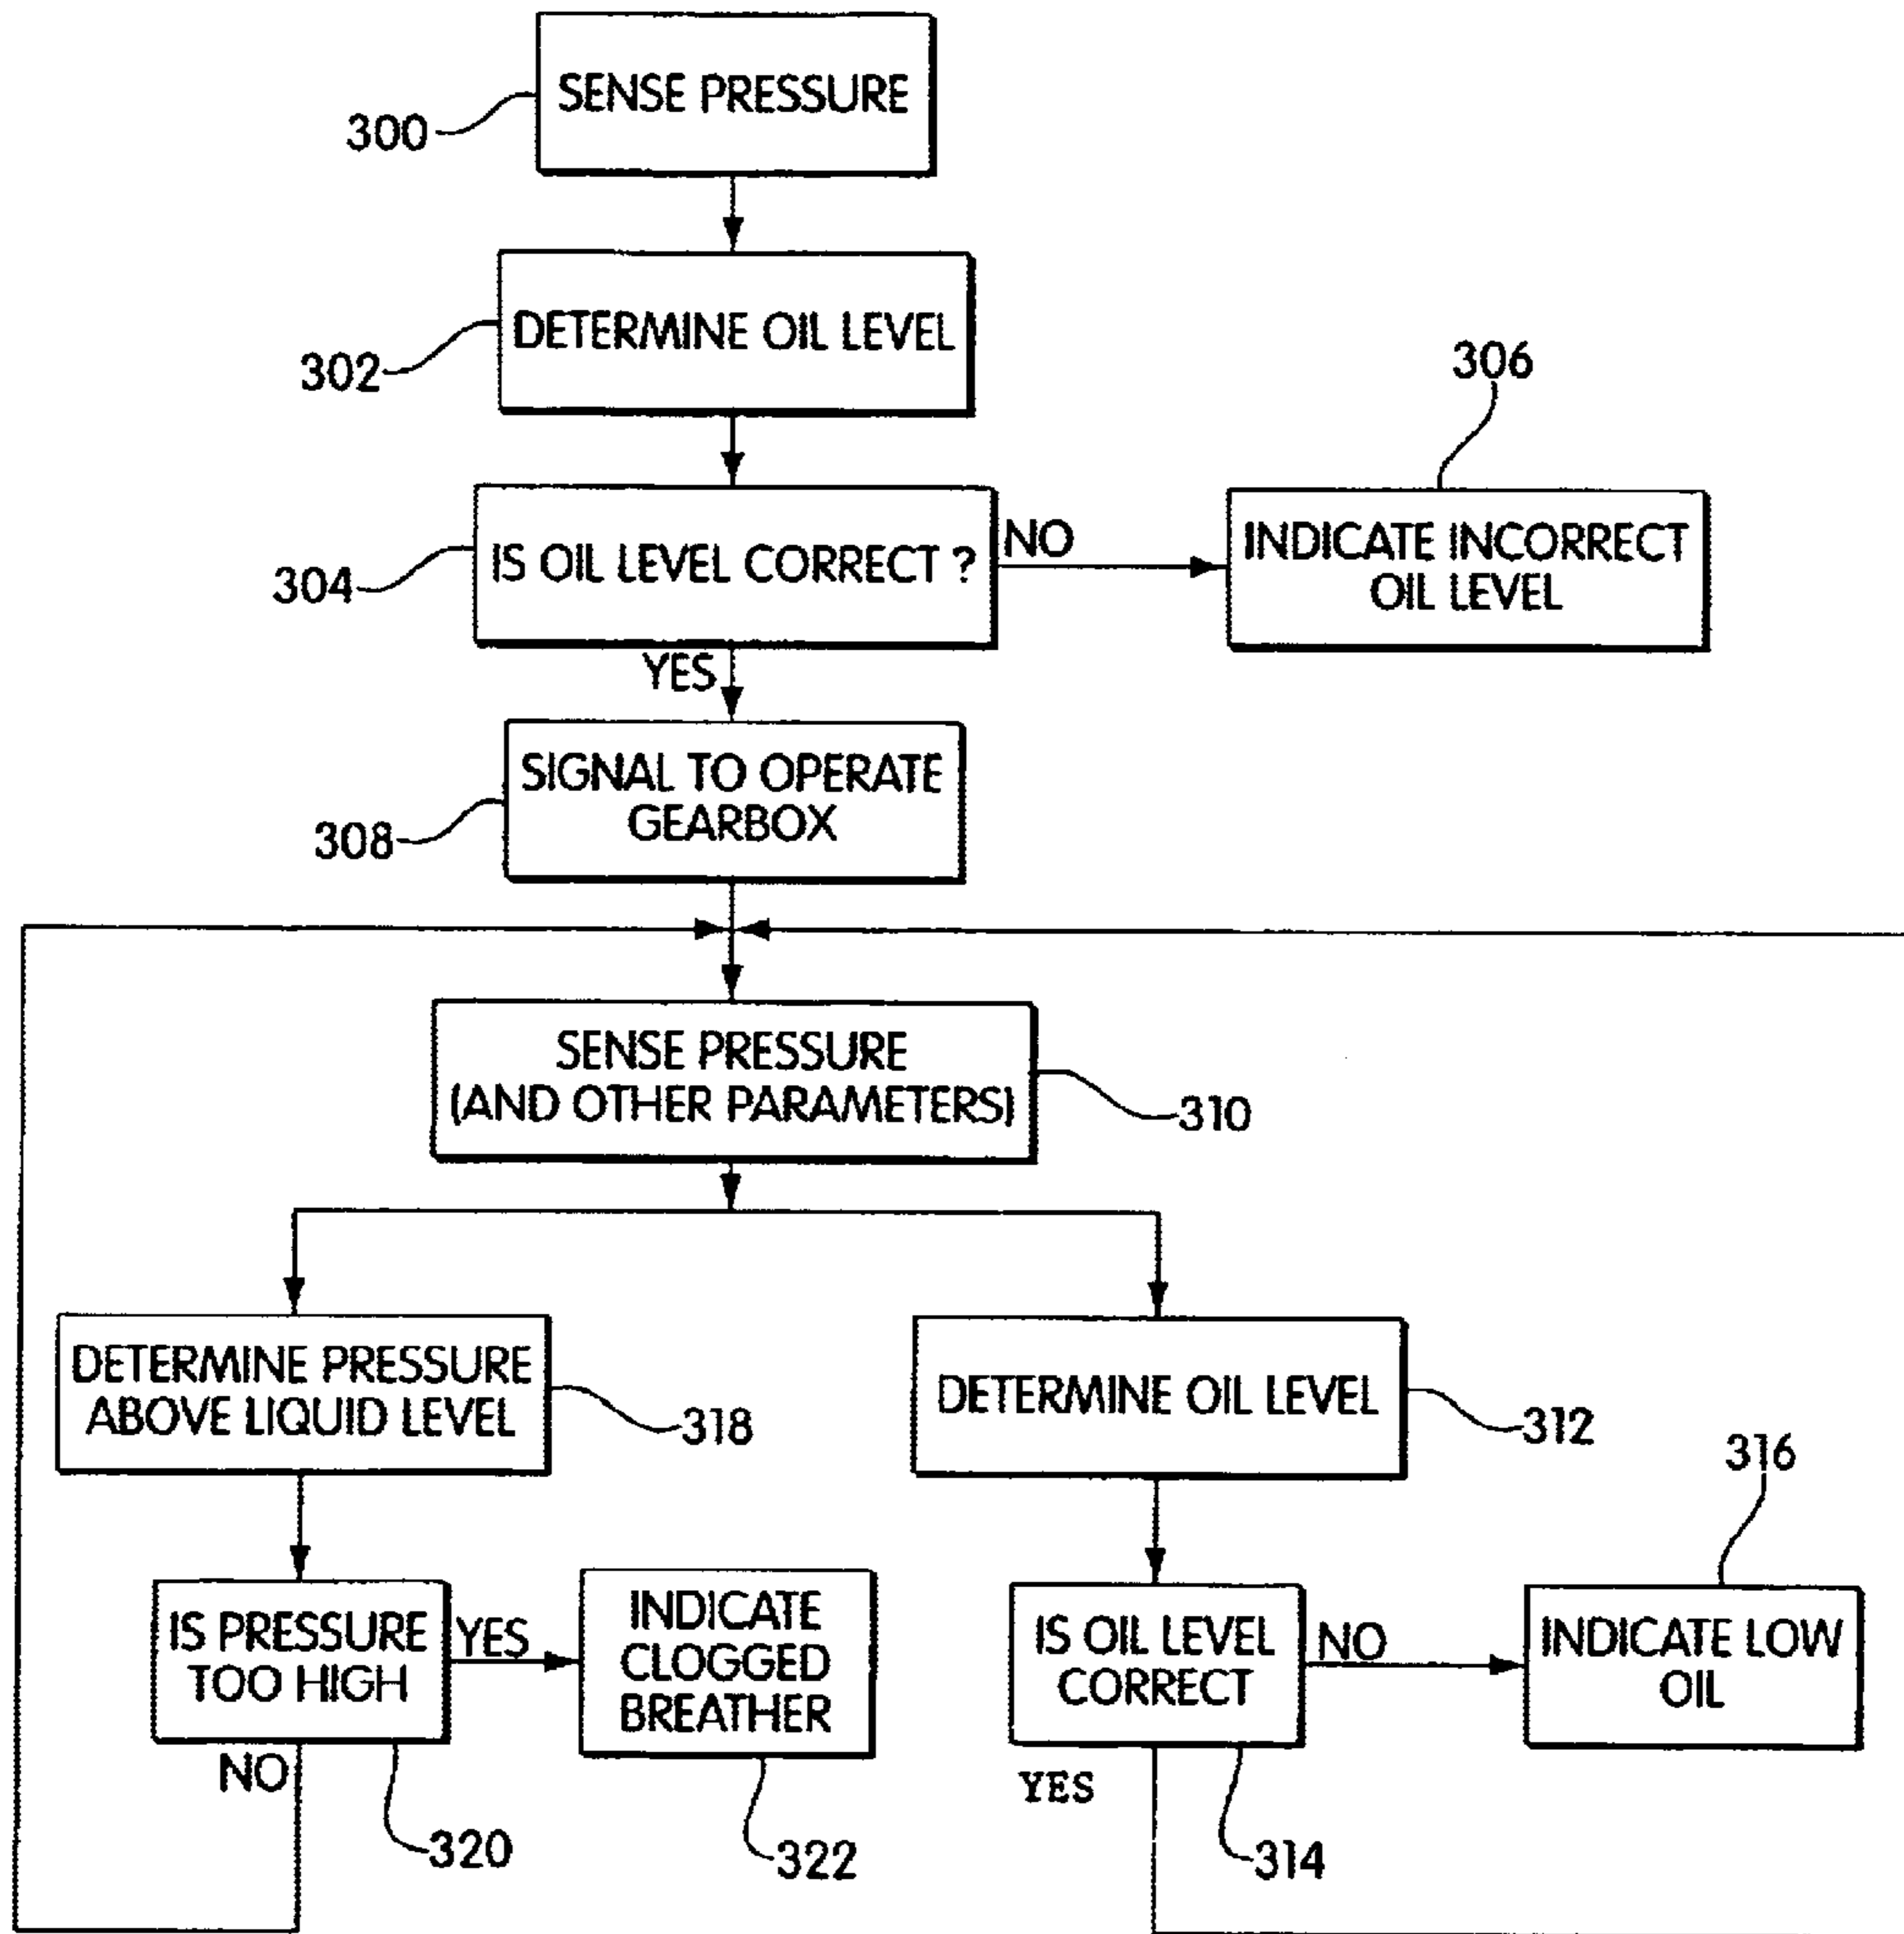 SENSE PRESSURE
300
DETERMINE OIL LEVEL
302
306
IS OIL LEVEL CORRECT ?
304
NO
INDICATE INCORRECT
OIL LEVEL
YES
SIGNAL TO OPERATE
GEARBOX
308
SENSE PRESSURE
(AND OTHER PARAMETERS)
310
DETERMINE PRESSURE
ABOVE LIQUID LEVEL
318
DETERMINE OIL LEVEL
312
316
IS PRESSURE
TOO HIGH
YES
INDICATE
CLOGGED
BREATHER
IS OIL LEVEL
CORRECT
NO
INDICATE LOW
OIL
NO
YES
320
322
314